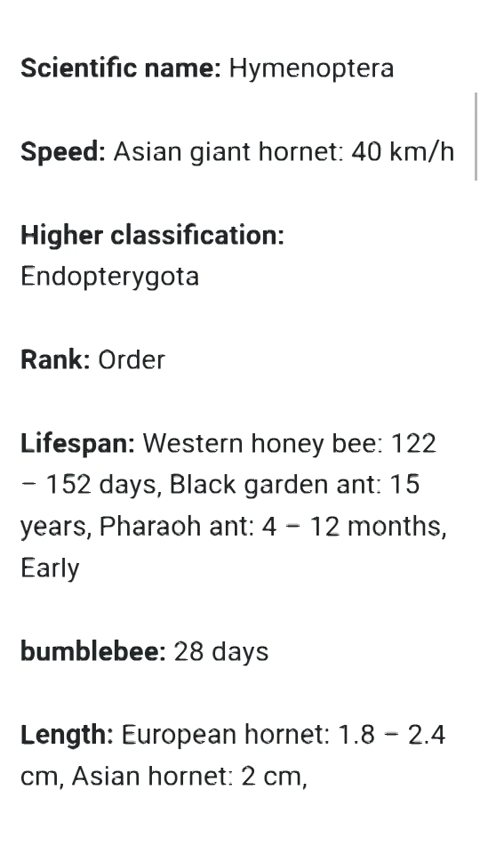 Scientific name: Hymenoptera
Speed: Asian giant hornet: 40 km/h
Higher classification:
Endopterygota
Rank: Order
Lifespan: Western honey bee: 122
– 152 days, Black garden ant: 15
years, Pharaoh ant: 4 – 12 months,
Early
bumblebee: 28 days
Length: European hornet: 1.8 – 2.4
cm, Asian hornet: 2 cm,